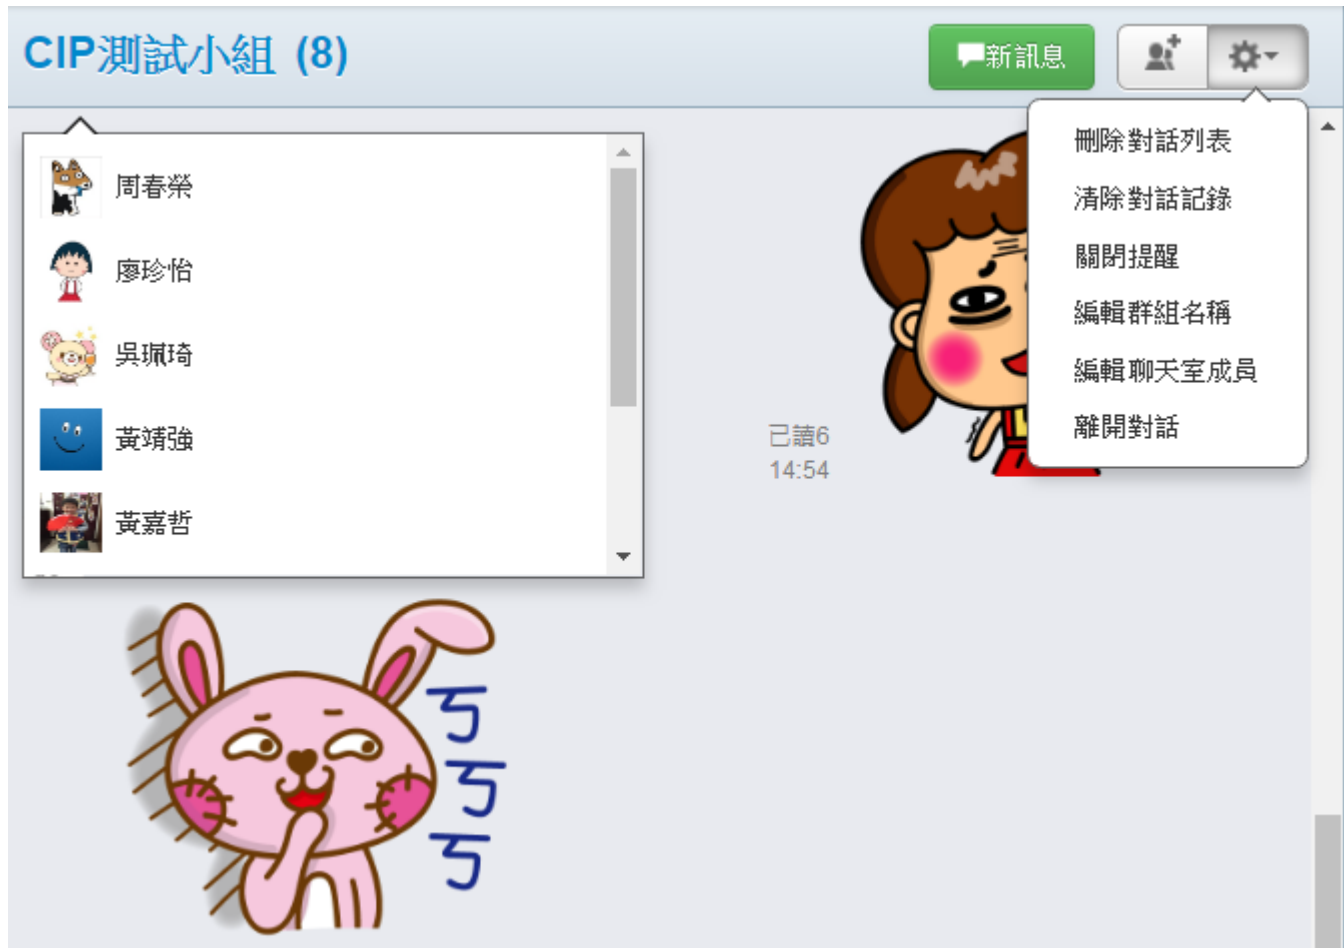 CIP測試小組 (8)
新訊息
周春榮
廖珍怡
吳珮琦
黃靖強
黃嘉哲
刪除對話列表
清除對話記錄
關閉提醒
編輯群組名稱
編輯聊天室成員
離開對話
已讀6
14:54
ㄎ
ㄎ
ㄎ